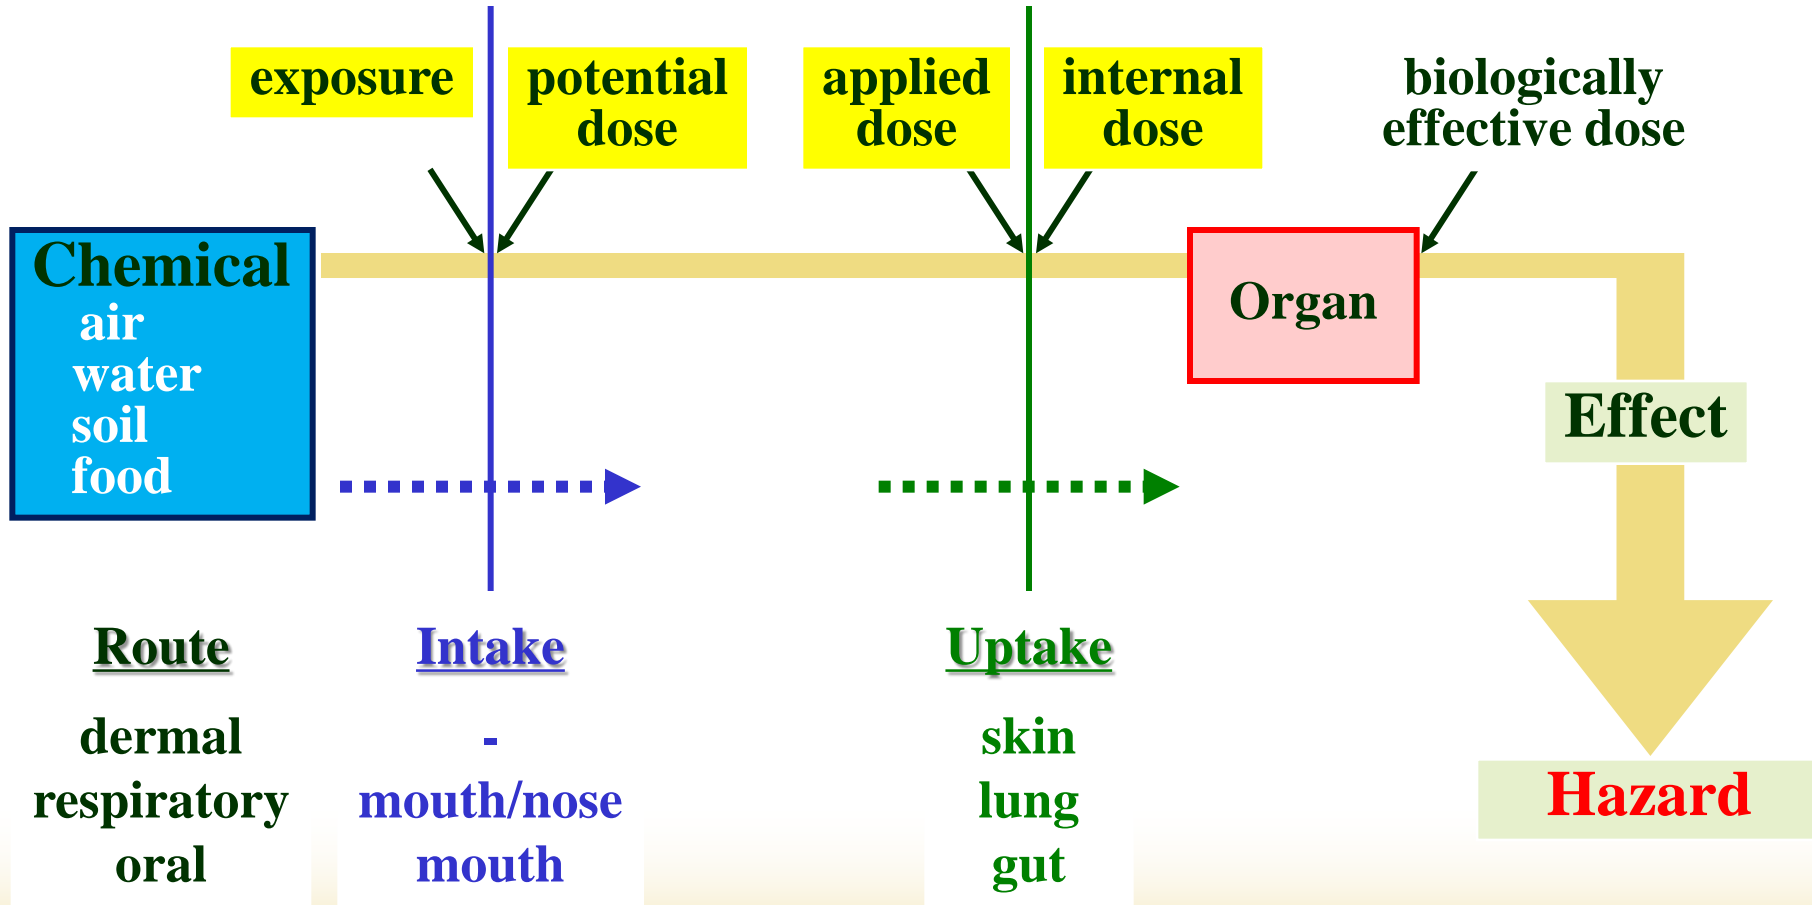 exposure
potential
dose
applied
dose
internal
dose
biologically
effective dose
Chemical
air
water
soil
food
Organ
Effect
Route
Intake
Uptake
dermal
-
skin
respiratory
mouth/nose
lung
oral
mouth
gut
Hazard